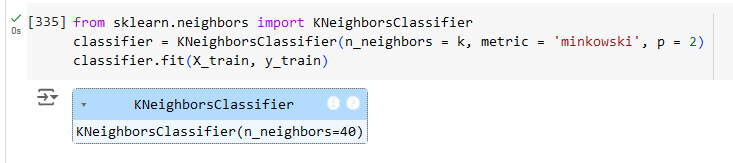 [335] from sklearn.neighbors import KNeighborsClassifier
classifier = KNeighborsClassifier(n_neighbors = k, metric = 'minkowski', p = 2)
classifier.fit(X_train, y_train)
0s
KNeighborsClassifier i ?
KNeighborsClassifier(n_neighbors=40)